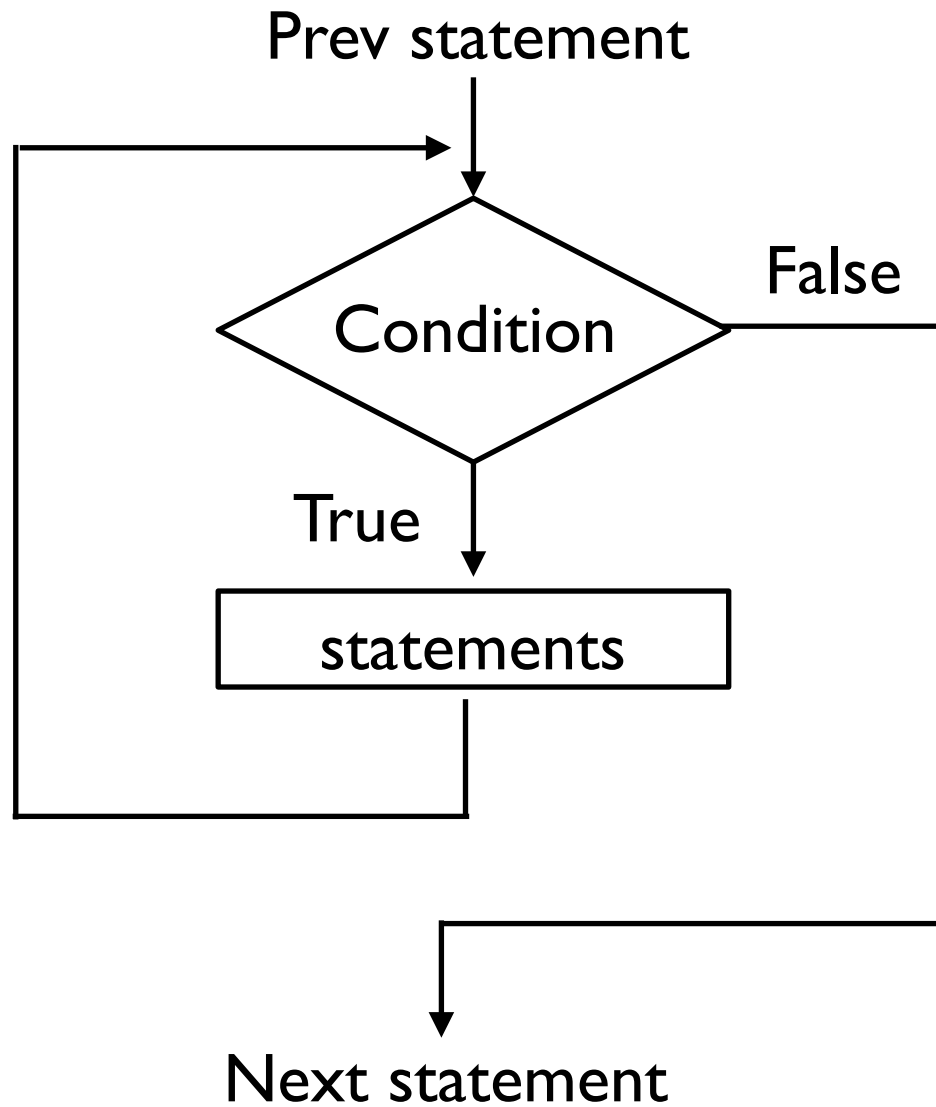 Prev statement
False
Condition
True
statements
Next statement